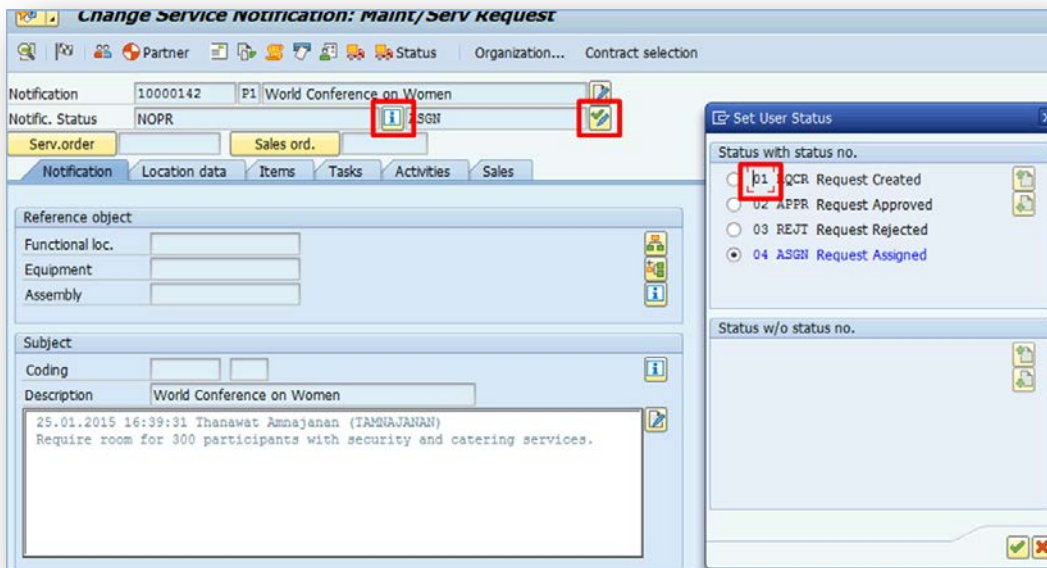 Change Service Notification: Maint/Serv Request
Partner Status Organization... Contract selection
Notification 10000142 P1 World Conference on Women
Notific. Status NOPR ASGN
Serv.order Sales ord.
Notification Location data Items Tasks Activities Sales
Reference object
Functional loc.
Equipment
Assembly
Subject
Coding
Description World Conference on Women
25.01.2015 16:39:31 Thanawat Amnajanan (TAMNAJANAN)
Require room for 300 participants with security and catering services.
Set User Status
Status with status no.
01 RQCR Request Created
02 APPR Request Approved
03 REJT Request Rejected
04 ASGN Request Assigned
Status w/o status no.